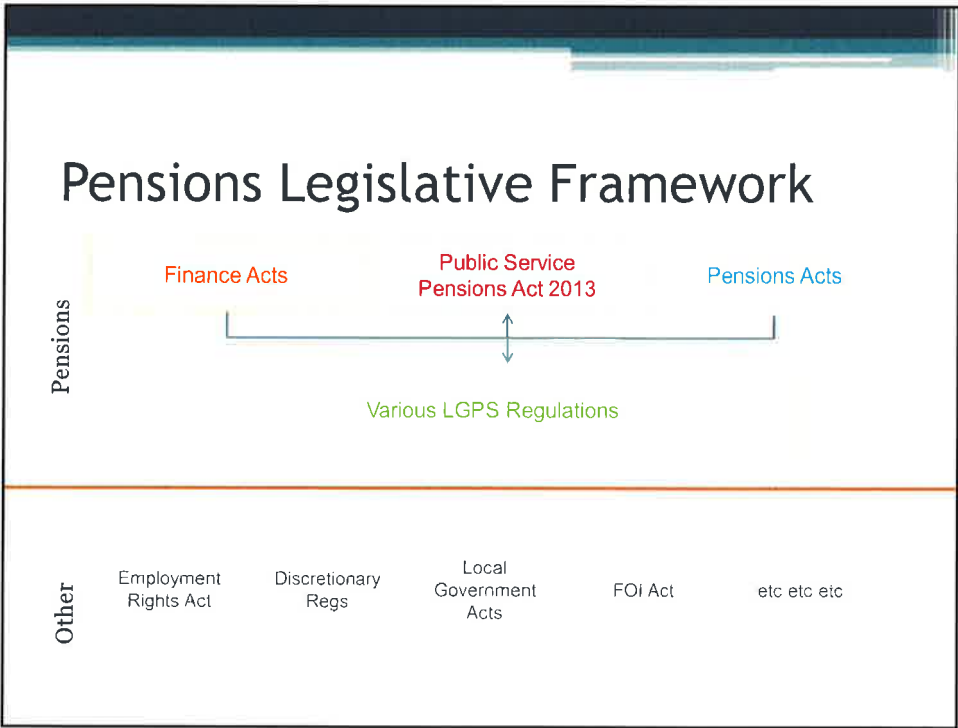 Pensions Legislative Framework
Pensions
Finance Acts
Public Service
Pensions Act 2013
Pensions Acts
Various LGPS Regulations
Other
Employment
Rights Act
Discretionary
Regs
Local
Government
Acts
FOi Act
etc etc etc